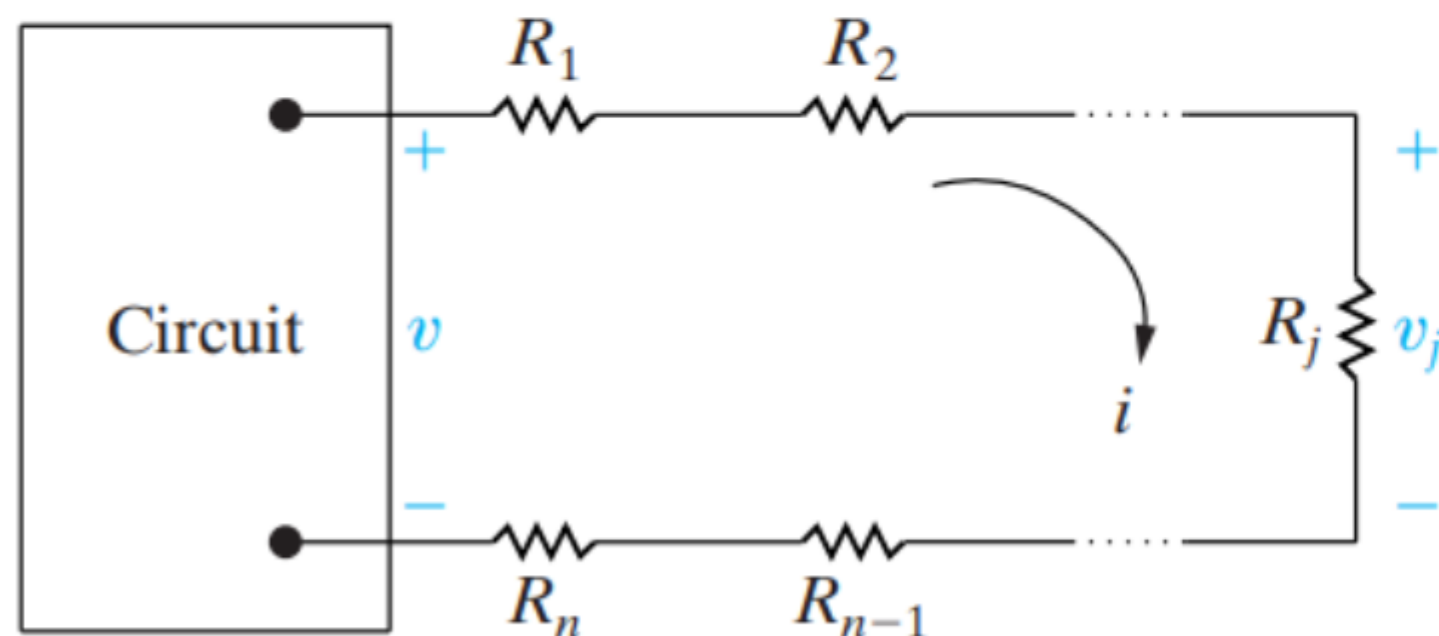 R₁ R₂
+ +
Circuit v Rⱼ vⱼ
i
− −
Rₙ Rₙ₋₁